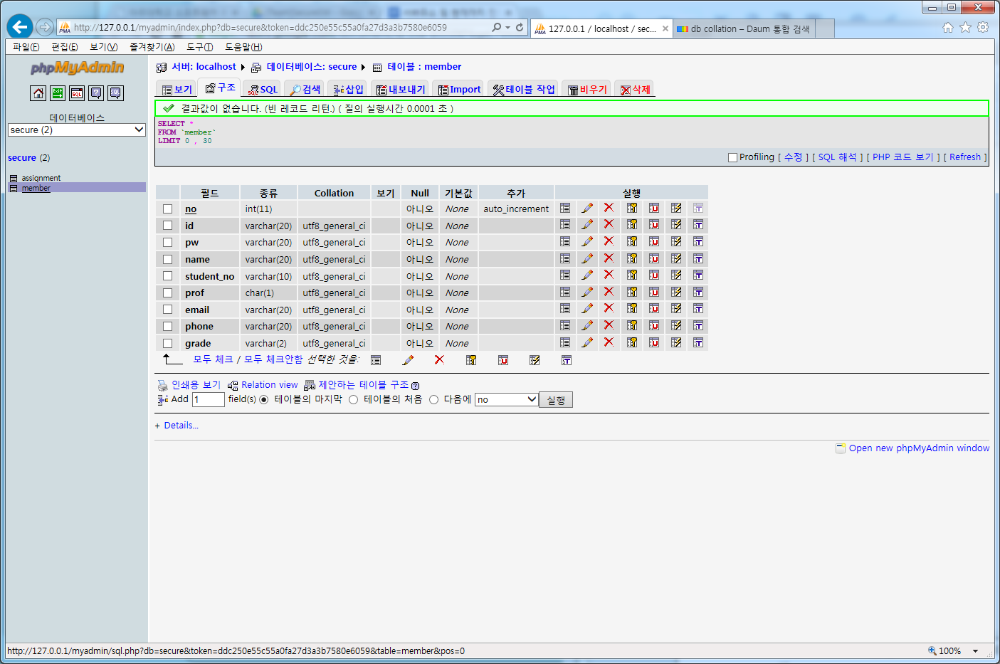 http://127.0.0.1/myadmin/index.php?db=secure&token=ddc250e55c55a0fa27d3a3b7580e6059
127.0.0.1 / localhost / sec...
db collation – Daum 통합 검색
파일(F) 편집(E) 보기(V) 즐겨찾기(A) 도구(T) 도움말(H)
phpMyAdmin
데이터베이스
secure (2)
secure (2)
assignment
member
서버: localhost ▶ 데이터베이스: secure ▶ 테이블 : member
보기 구조 SQL 검색 삽입 내보내기 Import 테이블 작업 비우기 삭제
결과값이 없습니다. (빈 레코드 리턴.) ( 질의 실행시간 0.0001 초 )
SELECT *
FROM `member`
LIMIT 0 , 30
Profiling [ 수정 ] [ SQL 해석 ] [ PHP 코드 보기 ] [ Refresh ]
필드 종류 Collation 보기 Null 기본값 추가 실행
no int(11) 아니오 None auto_increment
id varchar(20) utf8_general_ci 아니오 None
pw varchar(20) utf8_general_ci 아니오 None
name varchar(20) utf8_general_ci 아니오 None
student_no varchar(10) utf8_general_ci 아니오 None
prof char(1) utf8_general_ci 아니오 None
email varchar(20) utf8_general_ci 아니오 None
phone varchar(20) utf8_general_ci 아니오 None
grade varchar(2) utf8_general_ci 아니오 None
모두 체크 / 모두 체크안함 선택한 것을:
인쇄용 보기 Relation view 제안하는 테이블 구조
Add 1 field(s) 테이블의 마지막 테이블의 처음 다음에 no 실행
+ Details...
Open new phpMyAdmin window
http://127.0.0.1/myadmin/sql.php?db=secure&token=ddc250e55c55a0fa27d3a3b7580e6059&table=member&pos=0
100%